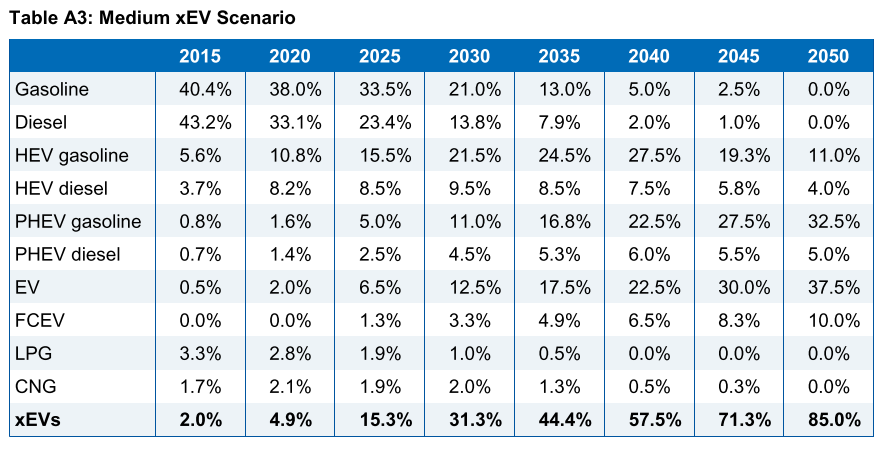 Table A3: Medium xEV Scenario
2015 2020 2025 2030 2035 2040 2045 2050
Gasoline 40.4% 38.0% 33.5% 21.0% 13.0% 5.0% 2.5% 0.0%
Diesel 43.2% 33.1% 23.4% 13.8% 7.9% 2.0% 1.0% 0.0%
HEV gasoline 5.6% 10.8% 15.5% 21.5% 24.5% 27.5% 19.3% 11.0%
HEV diesel 3.7% 8.2% 8.5% 9.5% 8.5% 7.5% 5.8% 4.0%
PHEV gasoline 0.8% 1.6% 5.0% 11.0% 16.8% 22.5% 27.5% 32.5%
PHEV diesel 0.7% 1.4% 2.5% 4.5% 5.3% 6.0% 5.5% 5.0%
EV 0.5% 2.0% 6.5% 12.5% 17.5% 22.5% 30.0% 37.5%
FCEV 0.0% 0.0% 1.3% 3.3% 4.9% 6.5% 8.3% 10.0%
LPG 3.3% 2.8% 1.9% 1.0% 0.5% 0.0% 0.0% 0.0%
CNG 1.7% 2.1% 1.9% 2.0% 1.3% 0.5% 0.3% 0.0%
xEVs 2.0% 4.9% 15.3% 31.3% 44.4% 57.5% 71.3% 85.0%